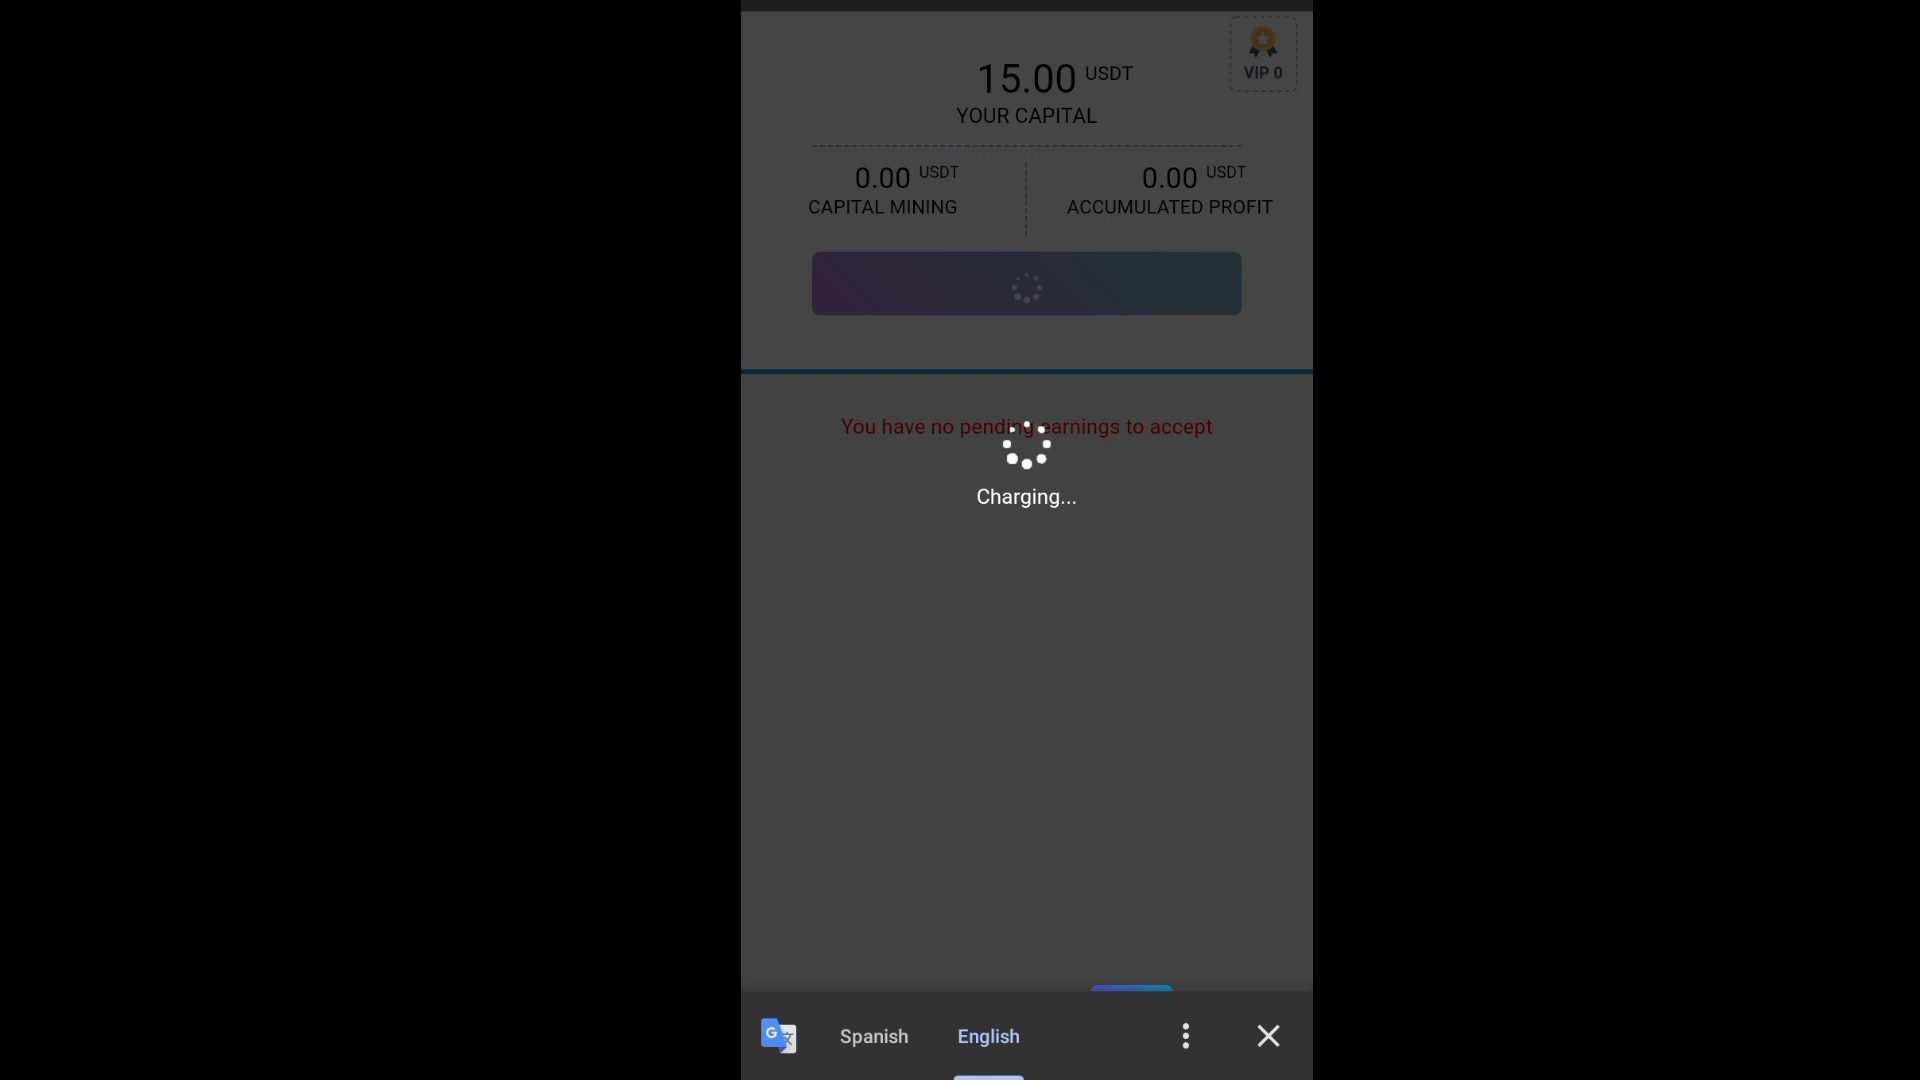 15.00 USDT
VIP 0
YOUR CAPITAL
0.00 USDT
CAPITAL MINING
0.00 USDT
ACCUMULATED PROFIT
You have no pending earnings to accept
Charging...
G 文
Spanish
English